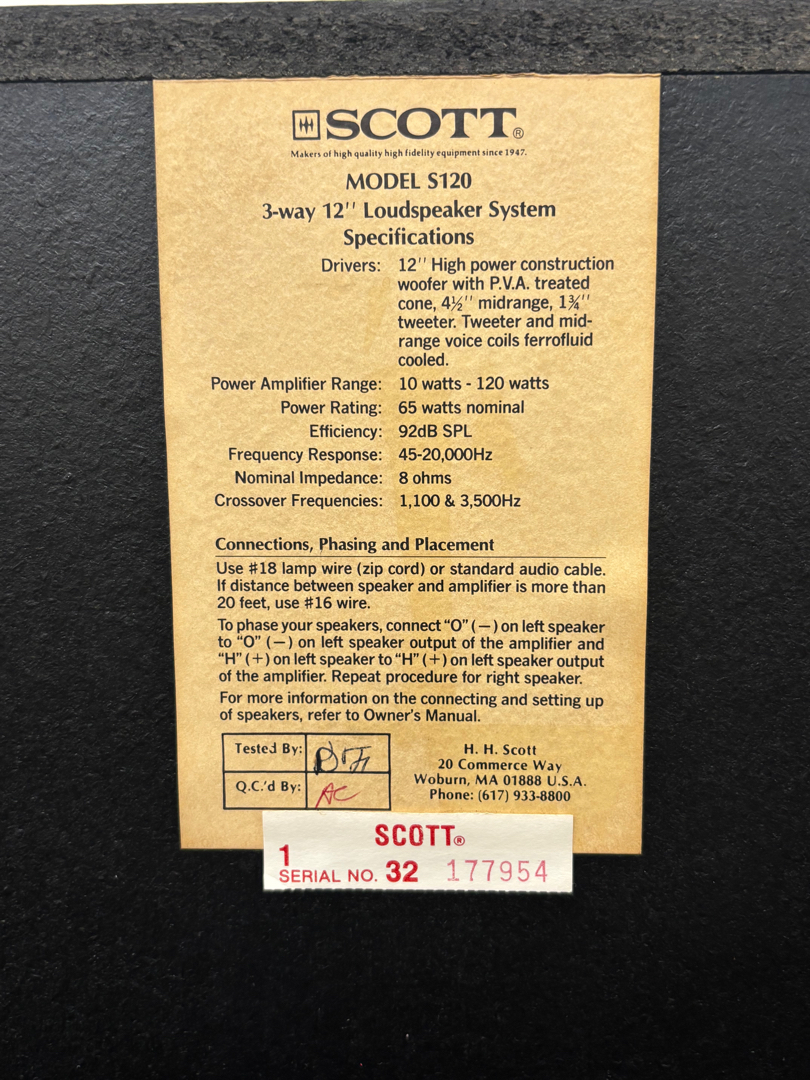 SCOTT®
Makers of high quality high fidelity equipment since 1947.
MODEL S120
3-way 12'' Loudspeaker System
Specifications
Drivers: 12'' High power construction
woofer with P.V.A. treated
cone, 4½'' midrange, 1¾''
tweeter. Tweeter and mid-
range voice coils ferrofluid
cooled.
Power Amplifier Range: 10 watts - 120 watts
Power Rating: 65 watts nominal
Efficiency: 92dB SPL
Frequency Response: 45-20,000Hz
Nominal Impedance: 8 ohms
Crossover Frequencies: 1,100 & 3,500Hz
Connections, Phasing and Placement
Use #18 lamp wire (zip cord) or standard audio cable.
If distance between speaker and amplifier is more than
20 feet, use #16 wire.
To phase your speakers, connect “O” (—) on left speaker
to “O” (—) on left speaker output of the amplifier and
“H” (+) on left speaker to “H” (+) on left speaker output
of the amplifier. Repeat procedure for right speaker.
For more information on the connecting and setting up
of speakers, refer to Owner's Manual.
Tested By:
Q.C.'d By: AC
H. H. Scott
20 Commerce Way
Woburn, MA 01888 U.S.A.
Phone: (617) 933-8800
SCOTT®
1
SERIAL NO. 32 177954